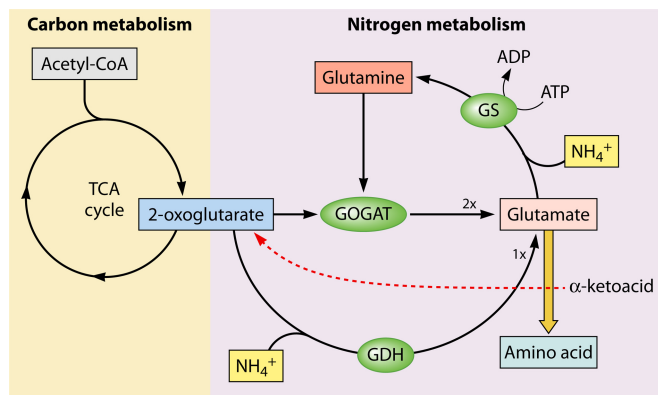 Carbon metabolism
Nitrogen metabolism
Acetyl-CoA
Glutamine
ADP
ATP
GS
NH₄⁺
TCA
cycle
2-oxoglutarate
GOGAT
2x
Glutamate
1x
α-ketoacid
NH₄⁺
GDH
Amino acid